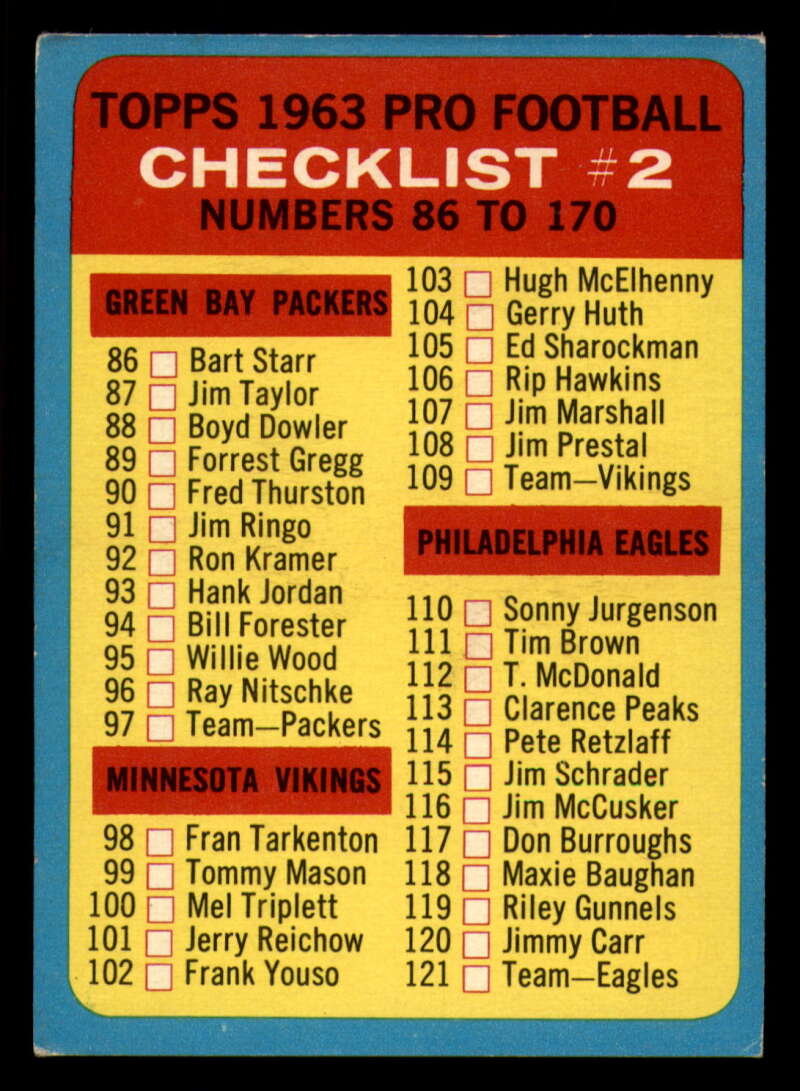 TOPPS 1963 PRO FOOTBALL
CHECKLIST #2
NUMBERS 86 TO 170
GREEN BAY PACKERS
86 Bart Starr
87 Jim Taylor
88 Boyd Dowler
89 Forrest Gregg
90 Fred Thurston
91 Jim Ringo
92 Ron Kramer
93 Hank Jordan
94 Bill Forester
95 Willie Wood
96 Ray Nitschke
97 Team—Packers
MINNESOTA VIKINGS
98 Fran Tarkenton
99 Tommy Mason
100 Mel Triplett
101 Jerry Reichow
102 Frank Youso
103 Hugh McElhenny
104 Gerry Huth
105 Ed Sharockman
106 Rip Hawkins
107 Jim Marshall
108 Jim Prestal
109 Team—Vikings
PHILADELPHIA EAGLES
110 Sonny Jurgenson
111 Tim Brown
112 T. McDonald
113 Clarence Peaks
114 Pete Retzlaff
115 Jim Schrader
116 Jim McCusker
117 Don Burroughs
118 Maxie Baughan
119 Riley Gunnels
120 Jimmy Carr
121 Team—Eagles